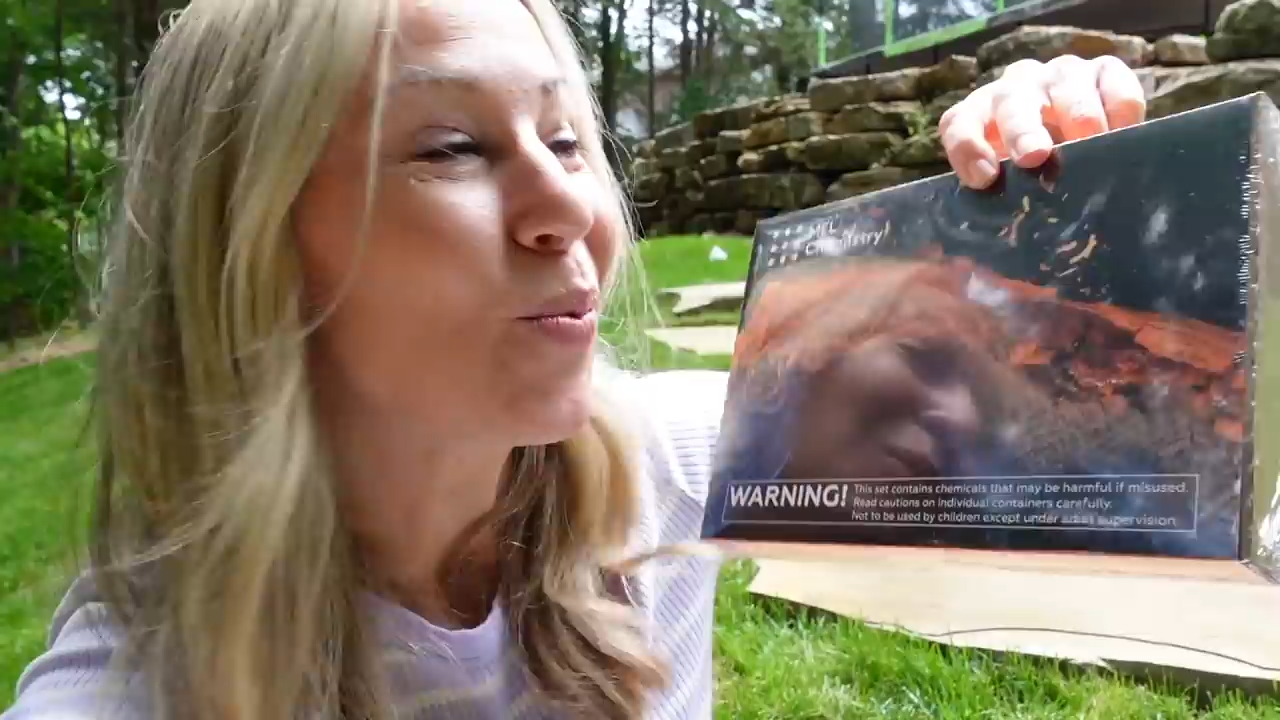 MEL
Chemistry!
WARNING! This set contains chemicals that may be harmful if misused.
Read cautions on individual containers carefully.
Not to be used by children except under adult supervision.